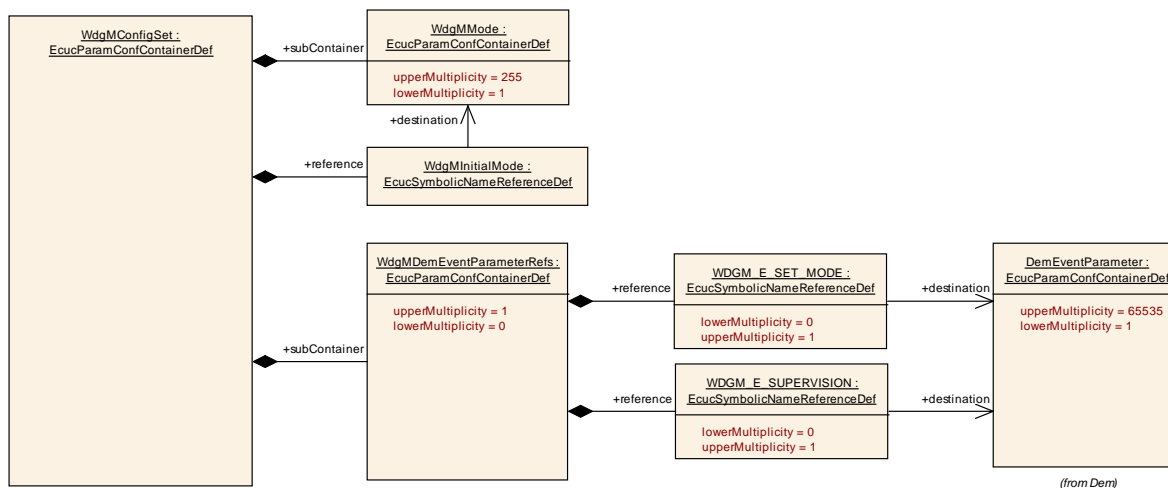 WdgMConfigSet :
EcucParamConfContainerDef
+subContainer
WdgMMode :
EcucParamConfContainerDef
upperMultiplicity = 255
lowerMultiplicity = 1
+destination
+reference
WdgMInitialMode :
EcucSymbolicNameReferenceDef
+subContainer
WdgMDemEventParameterRefs :
EcucParamConfContainerDef
upperMultiplicity = 1
lowerMultiplicity = 0
+reference
WDGM_E_SET_MODE :
EcucSymbolicNameReferenceDef
lowerMultiplicity = 0
upperMultiplicity = 1
+destination
+reference
WDGM_E_SUPERVISION :
EcucSymbolicNameReferenceDef
lowerMultiplicity = 0
upperMultiplicity = 1
+destination
DemEventParameter :
EcucParamConfContainerDef
upperMultiplicity = 65535
lowerMultiplicity = 1
(from Dem)